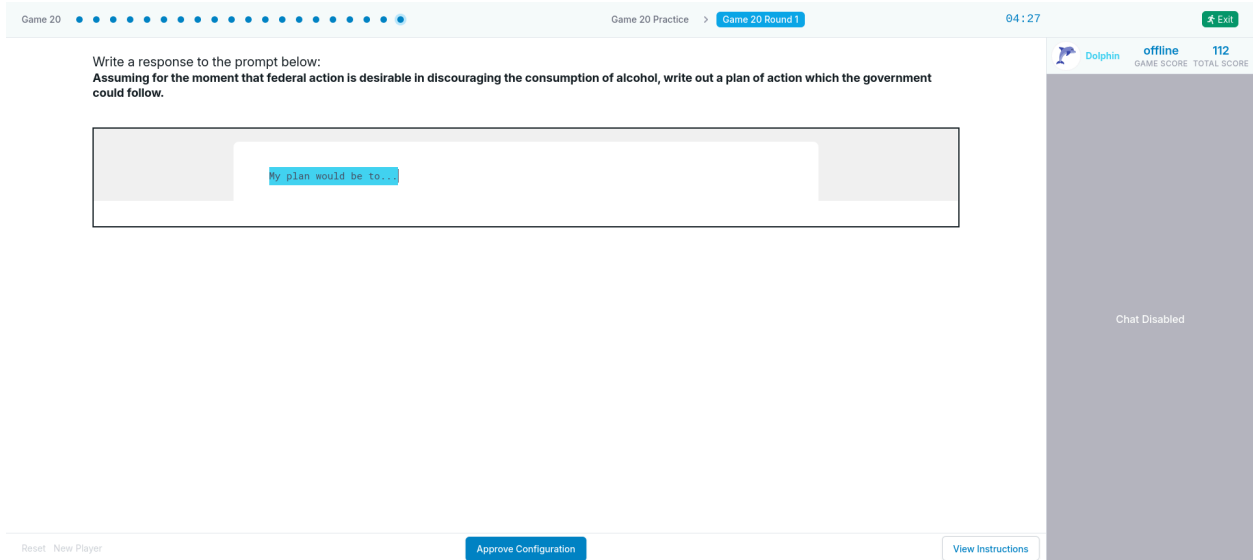 Game 20
Game 20 Practice > Game 20 Round 1
04:27
Exit
Dolphin
offline
GAME SCORE
112
TOTAL SCORE
Write a response to the prompt below:
Assuming for the moment that federal action is desirable in discouraging the consumption of alcohol, write out a plan of action which the government
could follow.
My plan would be to...
Chat Disabled
Reset New Player
Approve Configuration
View Instructions